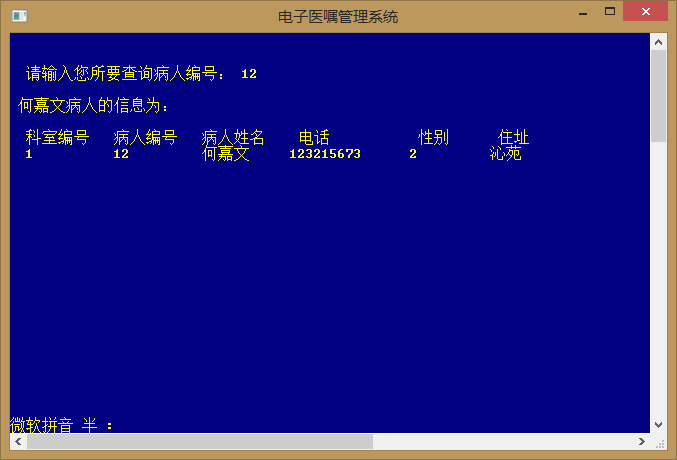 电子医嘱管理系统
请输入您所要查询病人编号： 12
何嘉文病人的信息为：
科室编号 病人编号 病人姓名 电话 性别 住址
1 12 何嘉文 123215673 2 沁苑
微软拼音 半 ：